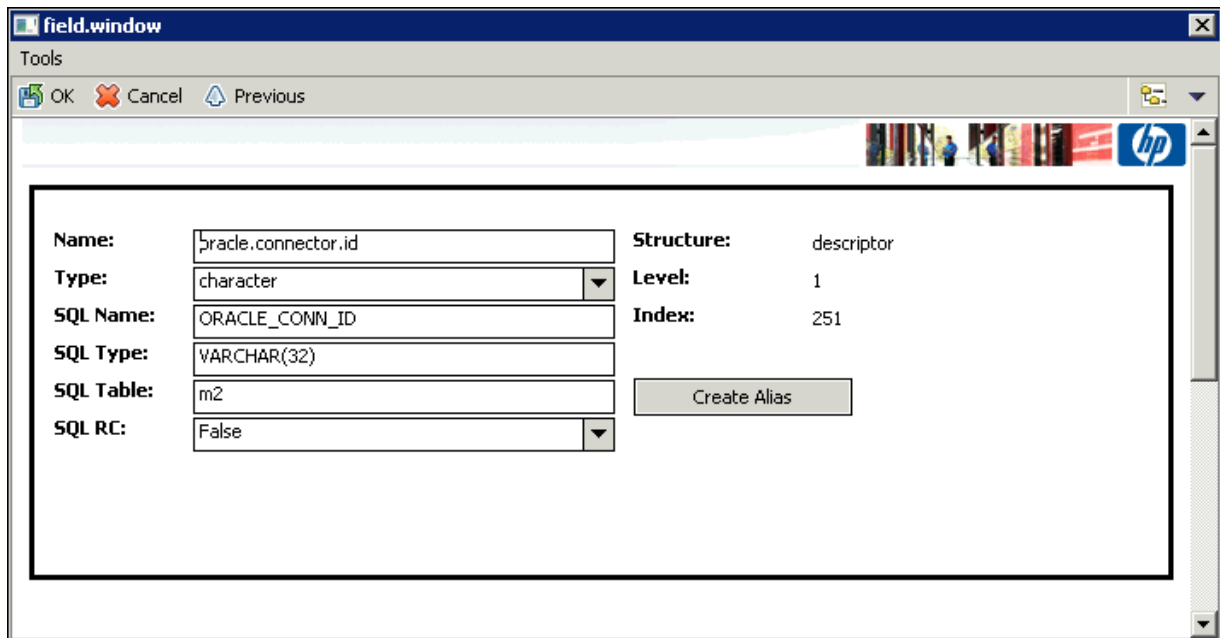 field.window
Tools
OK Cancel Previous
hp
Name: oracle.connector.id Structure: descriptor
Type: character Level: 1
SQL Name: ORACLE_CONN_ID Index: 251
SQL Type: VARCHAR(32)
SQL Table: m2 Create Alias
SQL RC: False